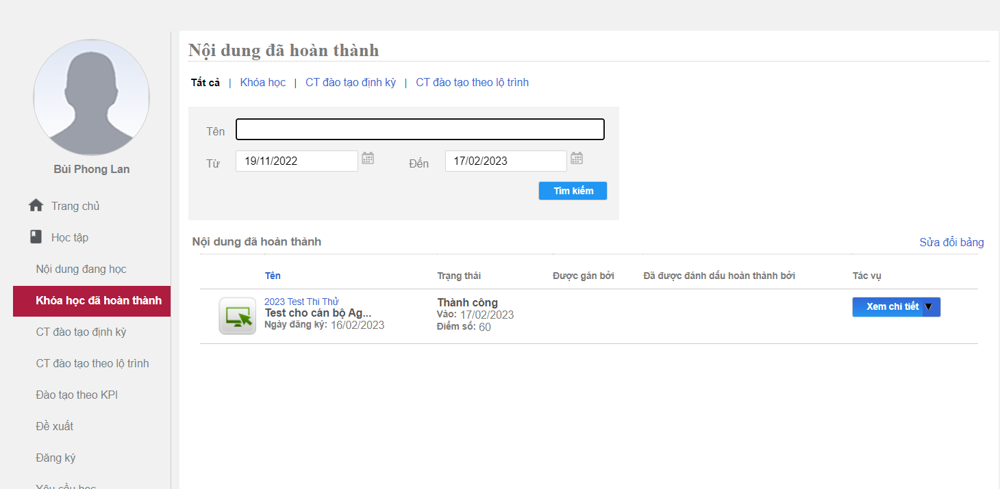 Bùi Phong Lan
Trang chủ
Học tập
Nội dung đang học
Khóa học đã hoàn thành
CT đào tạo định kỳ
CT đào tạo theo lộ trình
Đào tạo theo KPI
Đề xuất
Đăng ký
Yêu cầu học
Nội dung đã hoàn thành
Tất cả | Khóa học | CT đào tạo định kỳ | CT đào tạo theo lộ trình
Tên
Từ 19/11/2022 Đến 17/02/2023
Tìm kiếm
Nội dung đã hoàn thành Sửa đổi bảng
Tên Trạng thái Được gán bởi Đã được đánh dấu hoàn thành bởi Tác vụ
2023 Test Thi Thử Thành công Xem chi tiết
Test cho cán bộ Ag... Vào: 17/02/2023
Ngày đăng ký: 16/02/2023 Điểm số: 60